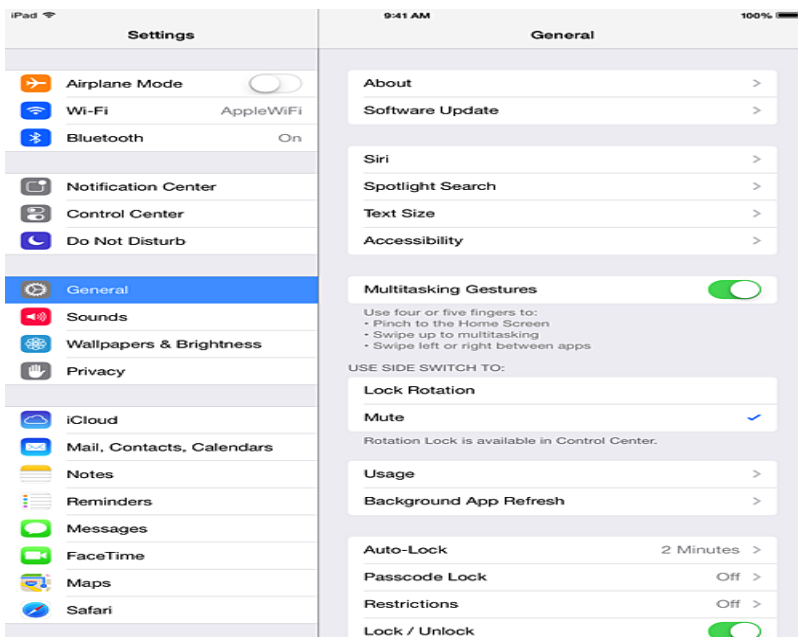 iPad 9:41 AM 100%
Settings
Airplane Mode
Wi-Fi AppleWiFi
Bluetooth On
Notification Center
Control Center
Do Not Disturb
General
Sounds
Wallpapers & Brightness
Privacy
iCloud
Mail, Contacts, Calendars
Notes
Reminders
Messages
FaceTime
Maps
Safari
General
About >
Software Update >
Siri >
Spotlight Search >
Text Size >
Accessibility >
Multitasking Gestures
Use four or five fingers to:
• Pinch to the Home Screen
• Swipe up to multitasking
• Swipe left or right between apps
USE SIDE SWITCH TO:
Lock Rotation
Mute ✓
Rotation Lock is available in Control Center.
Usage >
Background App Refresh >
Auto-Lock 2 Minutes >
Passcode Lock Off >
Restrictions Off >
Lock / Unlock